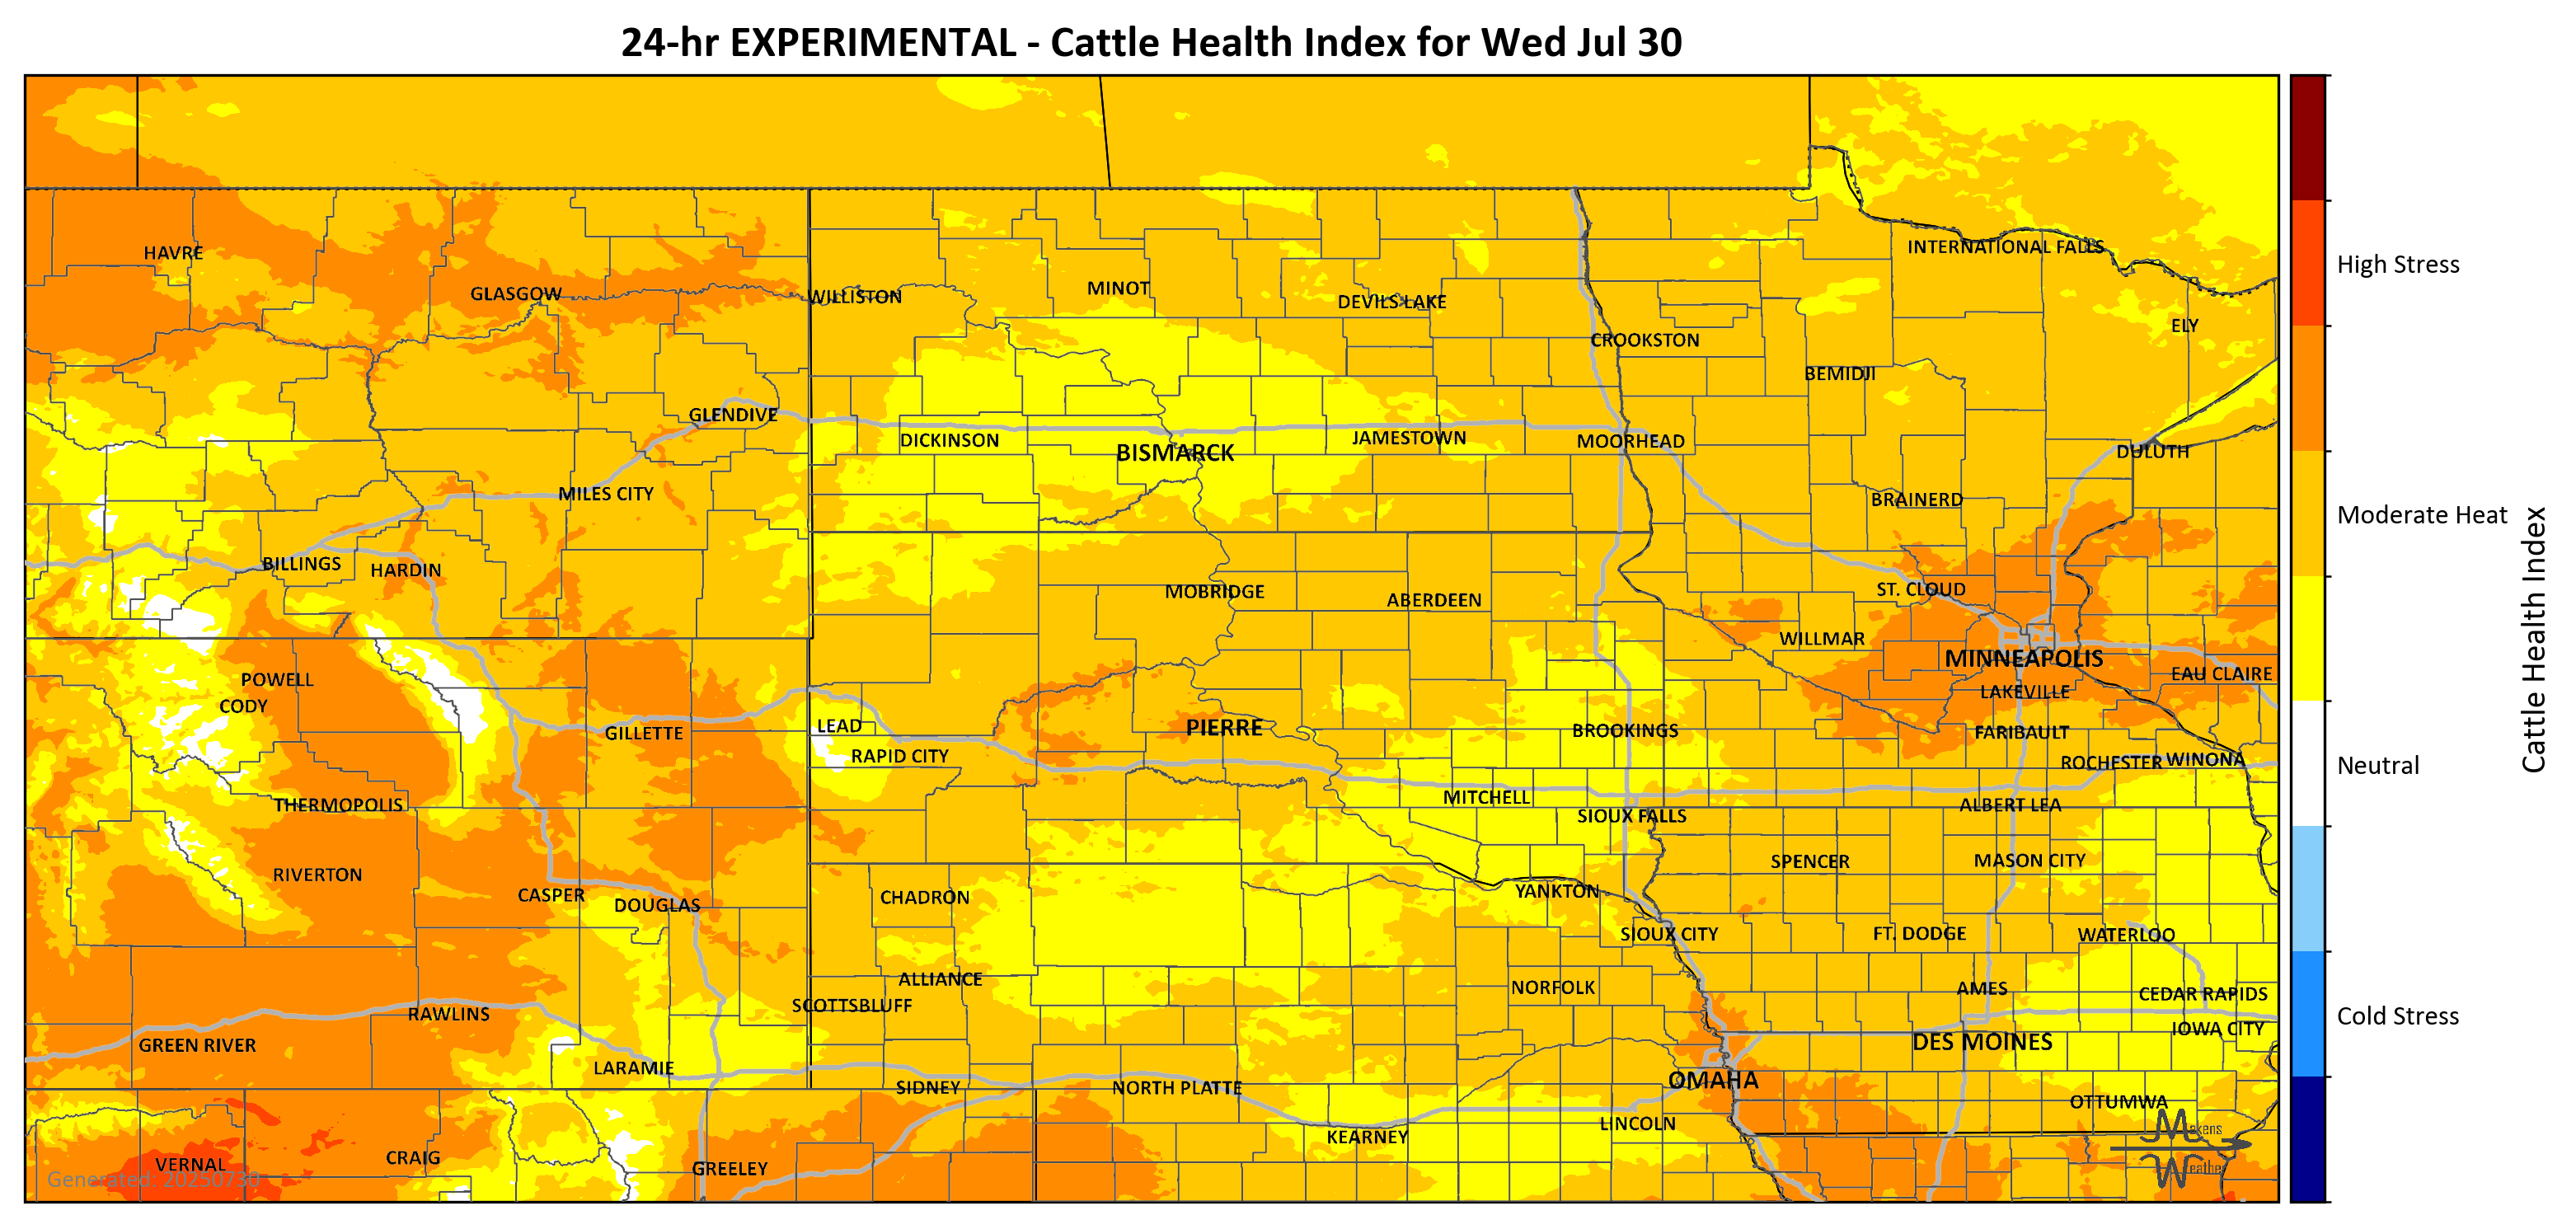 24-hr EXPERIMENTAL - Cattle Health Index for Wed Jul 30
HAVRE
INTERNATIONAL FALLS
GLASGOW
WILLISTON
MINOT
DEVILS LAKE
ELY
CROOKSTON
BEMIDJI
GLENDIVE
DICKINSON
BISMARCK
JAMESTOWN
MOORHEAD
DULUTH
MILES CITY
BRAINERD
BILLINGS
HARDIN
MOBRIDGE
ABERDEEN
ST. CLOUD
WILLMAR
MINNEAPOLIS
POWELL
EAU CLAIRE
CODY
LAKEVILLE
GILLETTE
LEAD
PIERRE
BROOKINGS
FARIBAULT
RAPID CITY
ROCHESTER
WINONA
THERMOPOLIS
MITCHELL
ALBERT LEA
SIOUX FALLS
RIVERTON
SPENCER
MASON CITY
CASPER
DOUGLAS
CHADRON
YANKTON
SIOUX CITY
FT. DODGE
WATERLOO
ALLIANCE
NORFOLK
AMES
CEDAR RAPIDS
SCOTTSBLUFF
RAWLINS
IOWA CITY
GREEN RIVER
DES MOINES
LARAMIE
SIDNEY
NORTH PLATTE
OMAHA
OTTUMWA
LINCOLN
KEARNEY
VERNAL
CRAIG
GREELEY
Generated: 20250730
Makens
Weather
High Stress
Moderate Heat
Neutral
Cold Stress
Cattle Health Index